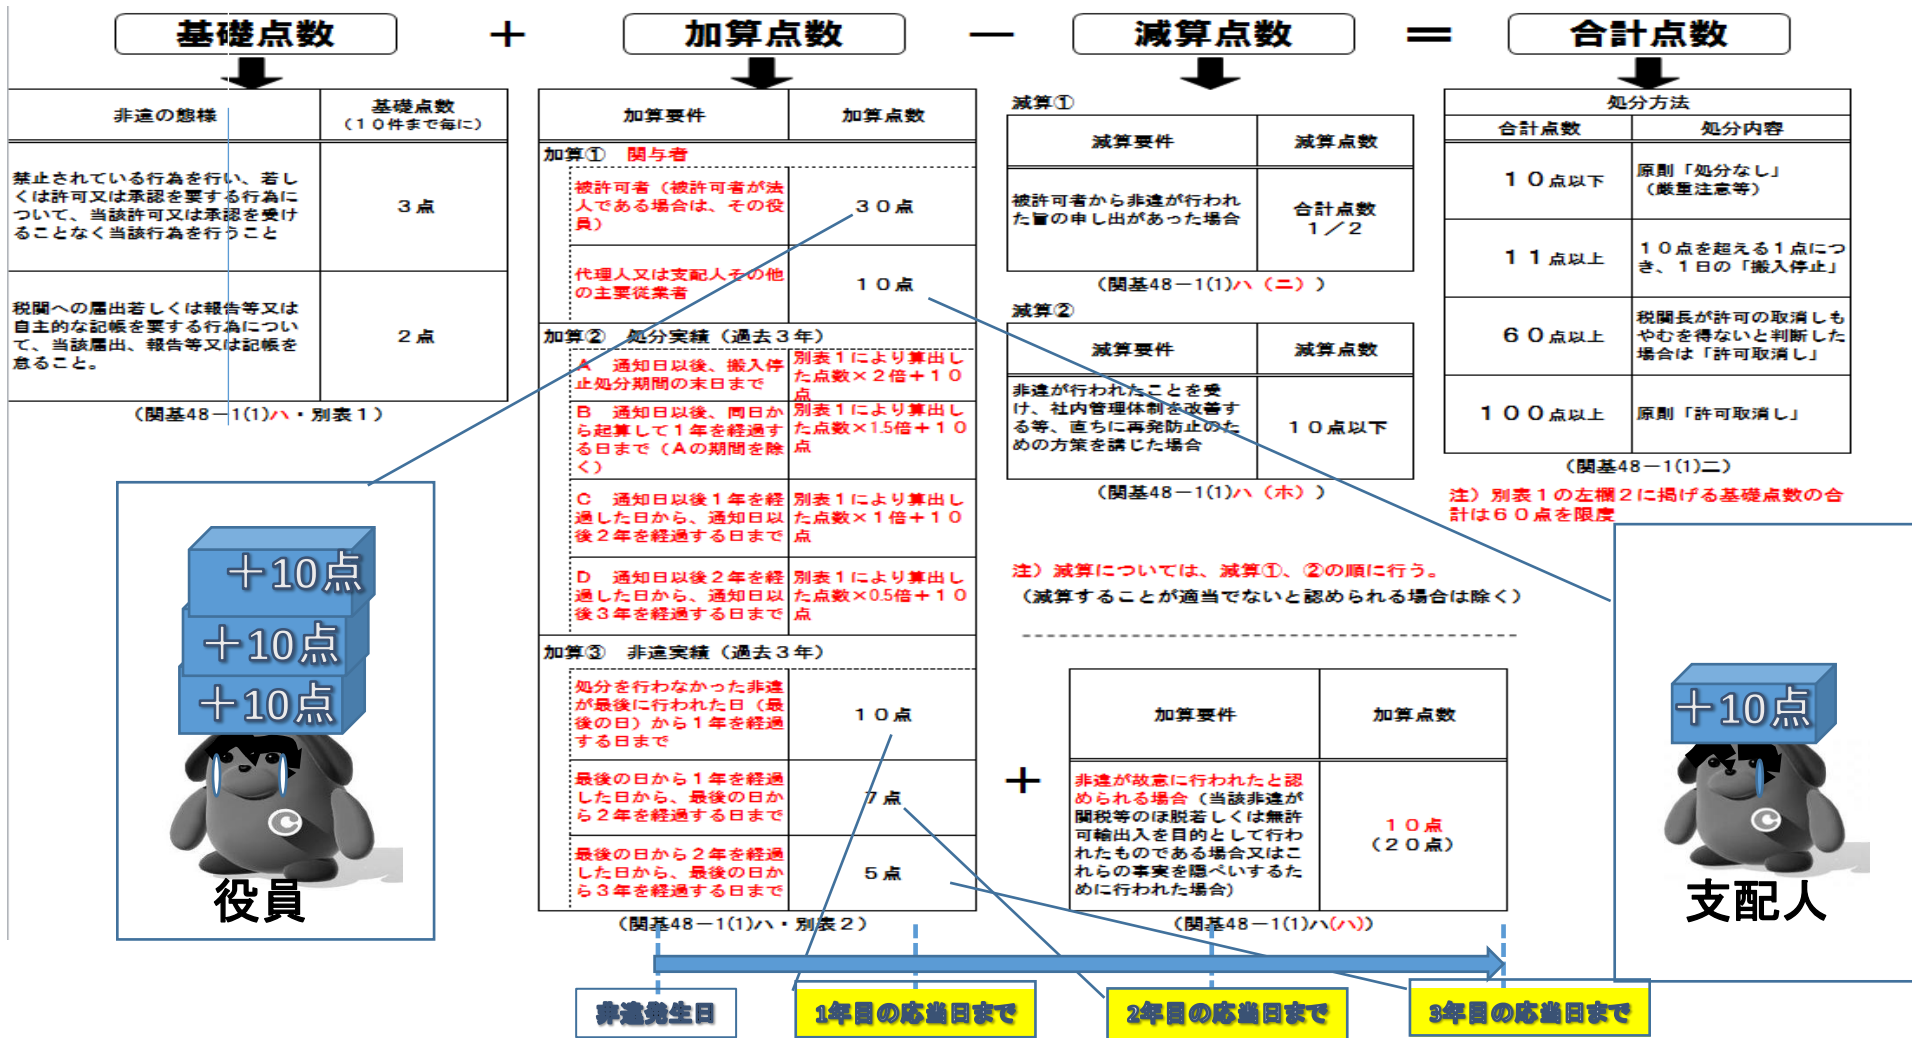 基礎点数 ＋ 加算点数 － 減算点数 ＝ 合計点数
非違の態様
基礎点数
（１０件まで毎に）
禁止されている行為を行い、若し
くは許可又は承認を要する行為に
ついて、当該許可又は承認を受け
ることなく当該行為を行うこと
３点
税関への届出若しくは報告等又は
自主的な記帳を要する行為につい
て、当該届出、報告等又は記帳を
怠ること。
２点
（関基48－1(1)ハ・別表１）
加算要件
加算点数
加算① 関与者
被許可者（被許可者が法
人である場合は、その役
員）
３０点
代理人又は支配人その他
の主要従業者
１０点
加算② 処分実績（過去３年）
Ａ　通知日以後、搬入停
止処分期間の末日まで
別表１により算出し
た点数×２倍＋１０
点
Ｂ　通知日以後、同日か
ら起算して１年を経過す
る日まで（Ａの期間を除
く）
別表１により算出し
た点数×1.5倍＋１０
点
Ｃ　通知日以後１年を経
過した日から、通知日以
後２年を経過する日まで
別表１により算出し
た点数×１倍＋１０
点
Ｄ　通知日以後２年を経
過した日から、通知日以
後３年を経過する日まで
別表１により算出し
た点数×0.5倍＋１０
点
加算③ 非違実績（過去３年）
処分を行わなかった非違
が最後に行われた日（最
後の日）から１年を経過
する日まで
１０点
最後の日から１年を経過
した日から、最後の日か
ら２年を経過する日まで
７点
最後の日から２年を経過
した日から、最後の日か
ら３年を経過する日まで
５点
（関基48－1(1)ハ・別表２）
減算①
減算要件
減算点数
被許可者から非違が行われ
た旨の申し出があった場合
合計点数
１／２
（関基48－1(1)ハ（ニ））
減算②
減算要件
減算点数
非違が行われたことを受
け、社内管理体制を改善す
る等、直ちに再発防止のた
めの方策を講じた場合
１０点以下
（関基48－1(1)ハ（ホ））
注）減算については、減算①、②の順に行う。
（減算することが適当でないと認められる場合は除く）
＋
加算要件
加算点数
非違が故意に行われたと認
められる場合（当該非違が
関税等のほ脱若しくは無許
可輸出入を目的として行わ
れたものである場合又はこ
れらの事実を隠ぺいするた
めに行われた場合）
１０点
（２０点）
（関基48－1(1)ハ(ハ)）
処分方法
合計点数
処分内容
１０点以下
原則「処分なし」
（厳重注意等）
１１点以上
１０点を超える１点につ
き、１日の「搬入停止」
６０点以上
税関長が許可の取消しも
やむを得ないと判断した
場合は「許可取消し」
１００点以上
原則「許可取消し」
（関基48－1(1)ニ）
注）別表１の左欄２に掲げる基礎点数の合
計は６０点を限度
＋10点
＋10点
＋10点
役員
＋10点
支配人
非違発生日
1年目の応当日まで
2年目の応当日まで
3年目の応当日まで